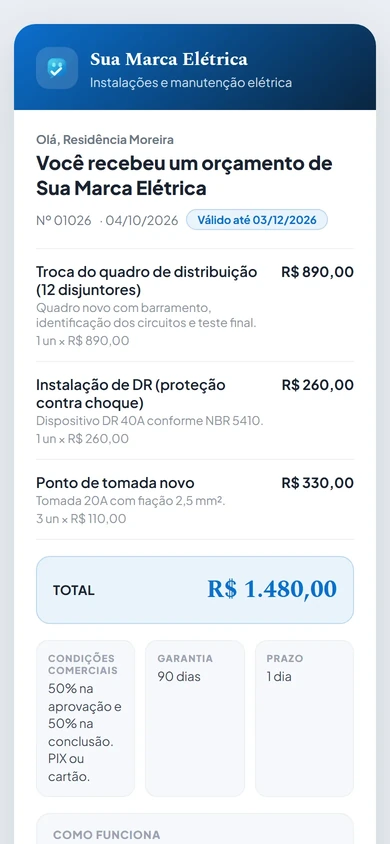 Sua Marca Elétrica
Instalações e manutenção elétrica
Olá, Residência Moreira
Você recebeu um orçamento de
Sua Marca Elétrica
Nº 01026 · 04/10/2026 Válido até 03/12/2026
Troca do quadro de distribuição R$ 890,00
(12 disjuntores)
Quadro novo com barramento,
identificação dos circuitos e teste final.
1 un × R$ 890,00
Instalação de DR (proteção R$ 260,00
contra choque)
Dispositivo DR 40A conforme NBR 5410.
1 un × R$ 260,00
Ponto de tomada novo R$ 330,00
Tomada 20A com fiação 2,5 mm².
3 un × R$ 110,00
TOTAL R$ 1.480,00
CONDIÇÕES
COMERCIAIS
50% na
aprovação e
50% na
conclusão.
PIX ou
cartão.
GARANTIA
90 dias
PRAZO
1 dia
COMO FUNCIONA